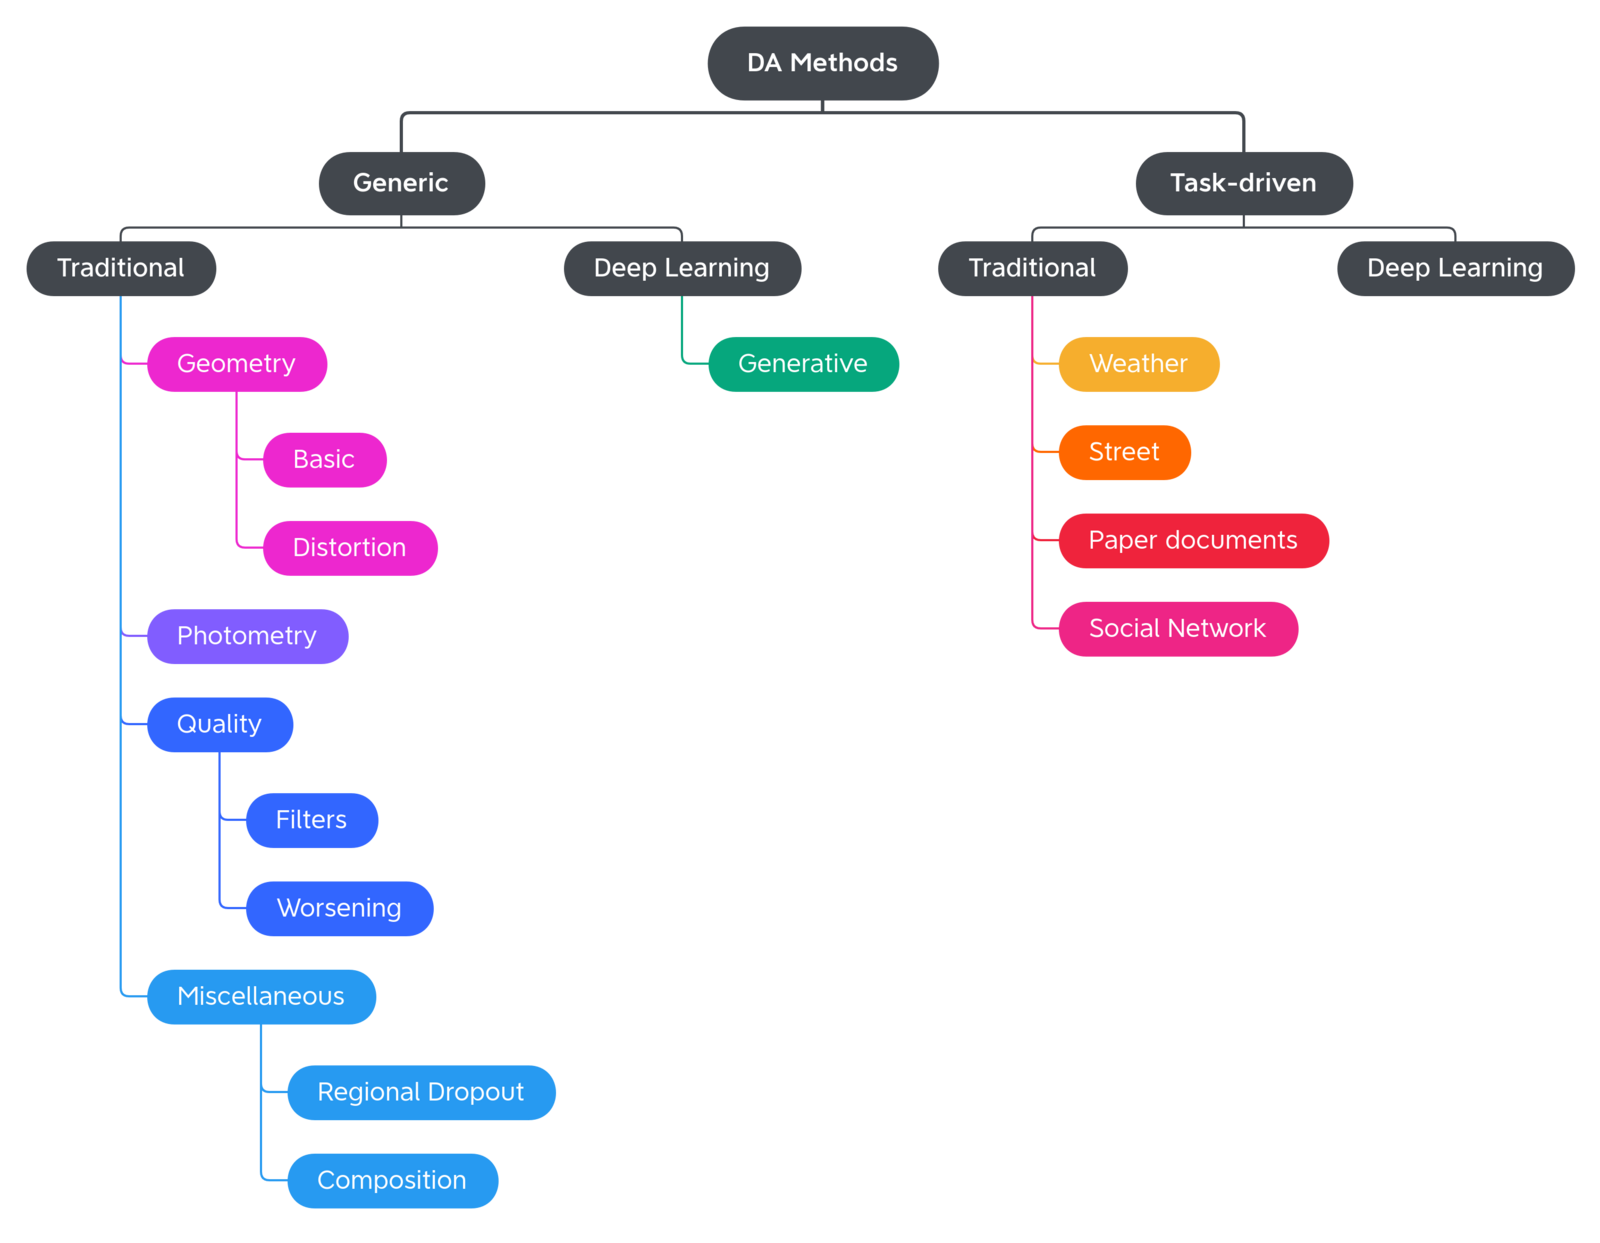 DA Methods
Generic
Task-driven
Traditional
Deep Learning
Traditional
Deep Learning
Geometry
Generative
Weather
Basic
Street
Distortion
Paper documents
Photometry
Social Network
Quality
Filters
Worsening
Miscellaneous
Regional Dropout
Composition